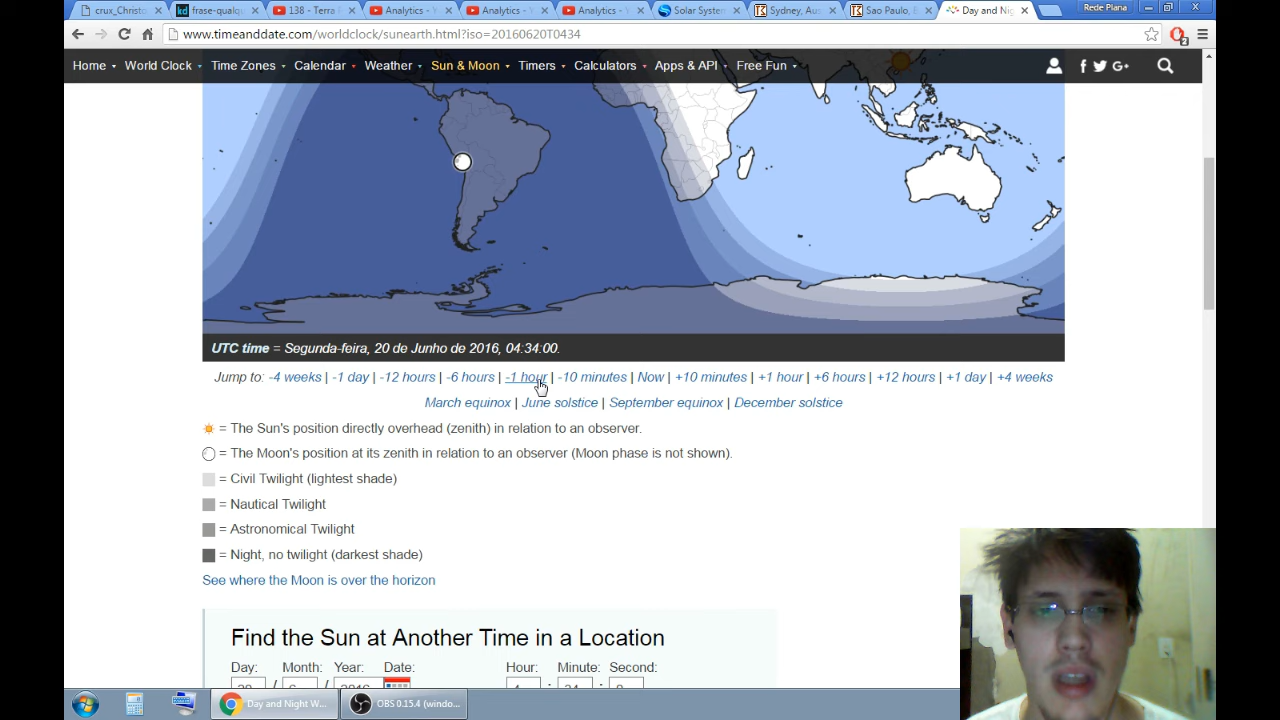 crux_Christo
frase-qualqu
138 - Terra P
Analytics - Y
Analytics - Y
Analytics - Y
Solar System
Sydney, Aus
Sao Paulo, B
Day and Nig
Rede Plana
www.timeanddate.com/worldclock/sunearth.html?iso=20160620T0434
2
Home World Clock Time Zones Calendar Weather Sun & Moon Timers Calculators Apps & API Free Fun
UTC time = Segunda-feira, 20 de Junho de 2016, 04:34:00.
Jump to: -4 weeks | -1 day | -12 hours | -6 hours | -1 hour | -10 minutes | Now | +10 minutes | +1 hour | +6 hours | +12 hours | +1 day | +4 weeks
March equinox | June solstice | September equinox | December solstice
= The Sun's position directly overhead (zenith) in relation to an observer.
= The Moon's position at its zenith in relation to an observer (Moon phase is not shown).
= Civil Twilight (lightest shade)
= Nautical Twilight
= Astronomical Twilight
= Night, no twilight (darkest shade)
See where the Moon is over the horizon
Find the Sun at Another Time in a Location
Day: Month: Year: Date: Hour: Minute: Second:
Day and Night W...
OBS 0.15.4 (windo...